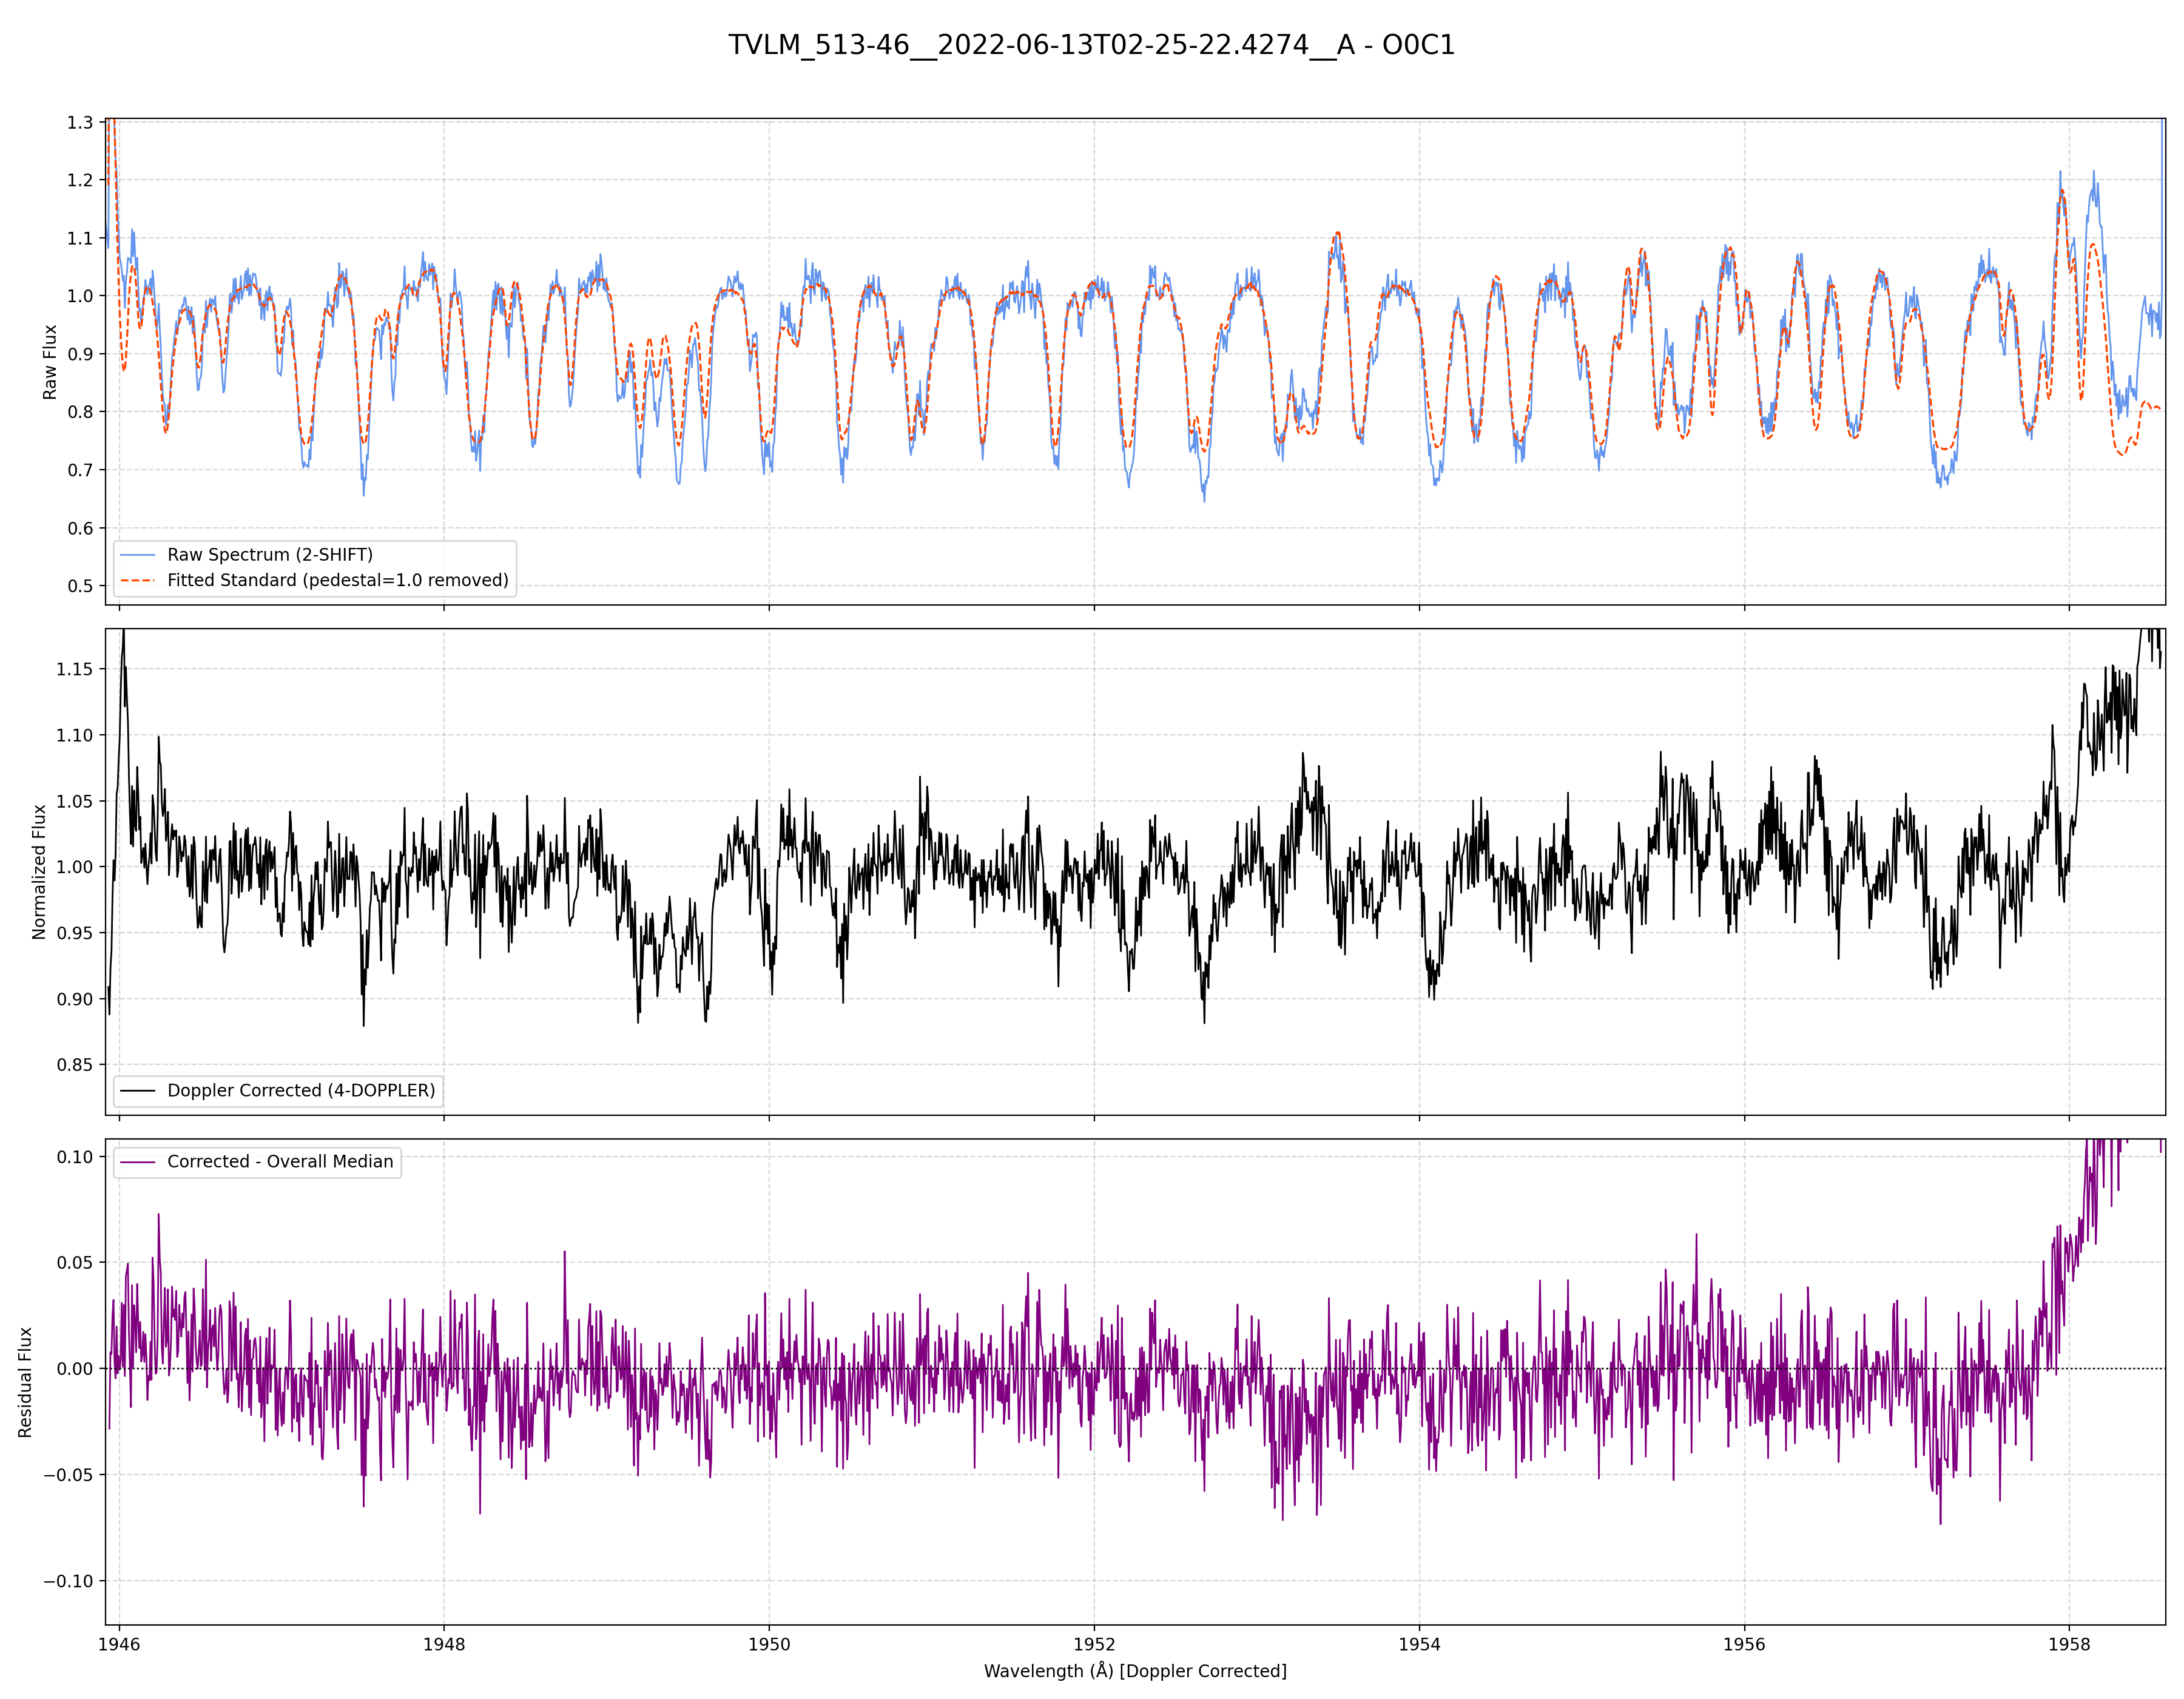 TVLM_513-46__2022-06-13T02-25-22.4274__A - O0C1
Raw Flux
1.3
1.2
1.1
1.0
0.9
0.8
0.7
0.6
0.5
Raw Spectrum (2-SHIFT)
Fitted Standard (pedestal=1.0 removed)
Normalized Flux
1.15
1.10
1.05
1.00
0.95
0.90
0.85
Doppler Corrected (4-DOPPLER)
Residual Flux
0.10
0.05
0.00
−0.05
−0.10
Corrected - Overall Median
1946 1948 1950 1952 1954 1956 1958
Wavelength (Å) [Doppler Corrected]